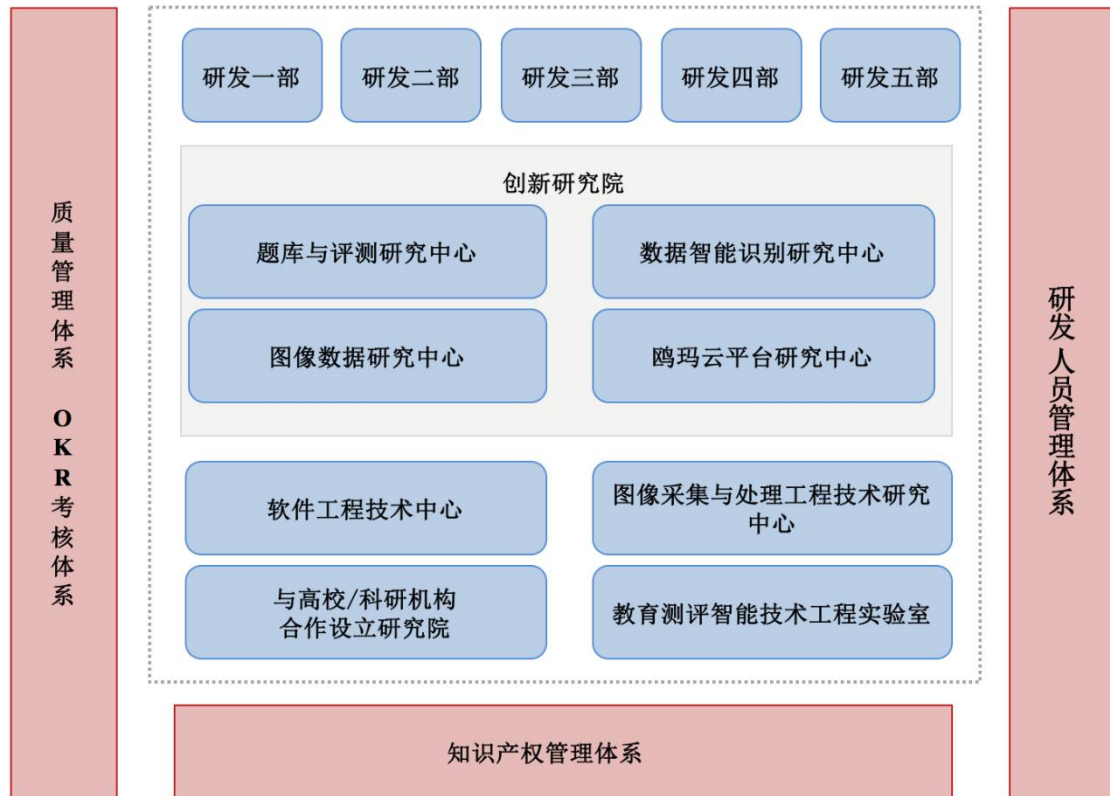 研发一部
研发二部
研发三部
研发四部
研发五部
创新研究院
题库与评测研究中心
数据智能识别研究中心
图像数据研究中心
鸥玛云平台研究中心
软件工程技术中心
图像采集与处理工程技术研究
中心
与高校/科研机构
合作设立研究院
教育测评智能技术工程实验室
质量管理体系 OKR考核体系
研发人员管理体系
知识产权管理体系